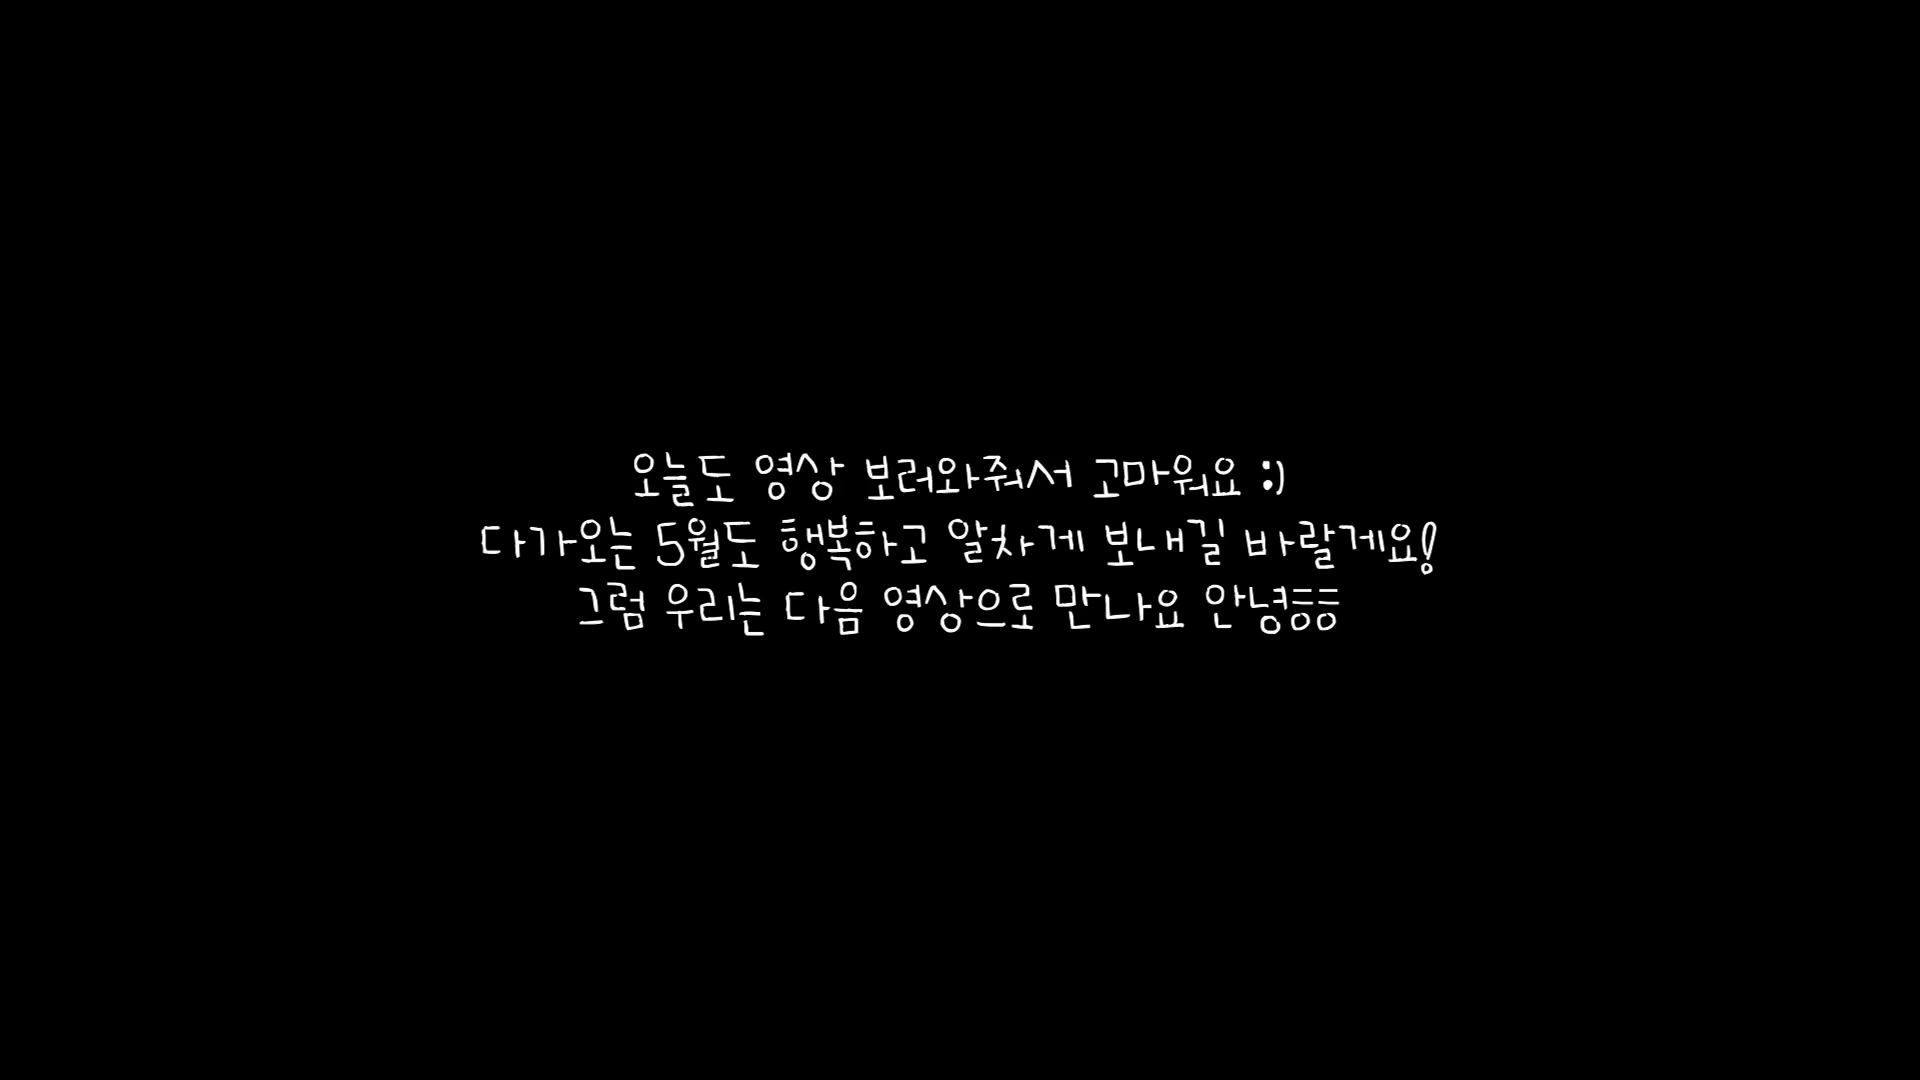 오늘도 영상 보러와줘서 고마워요 :)
다가오는 5월도 행복하고 알차게 보내길 바랄게요!
그럼 우리는 다음 영상으로 만나요 안녕ㅎㅎ